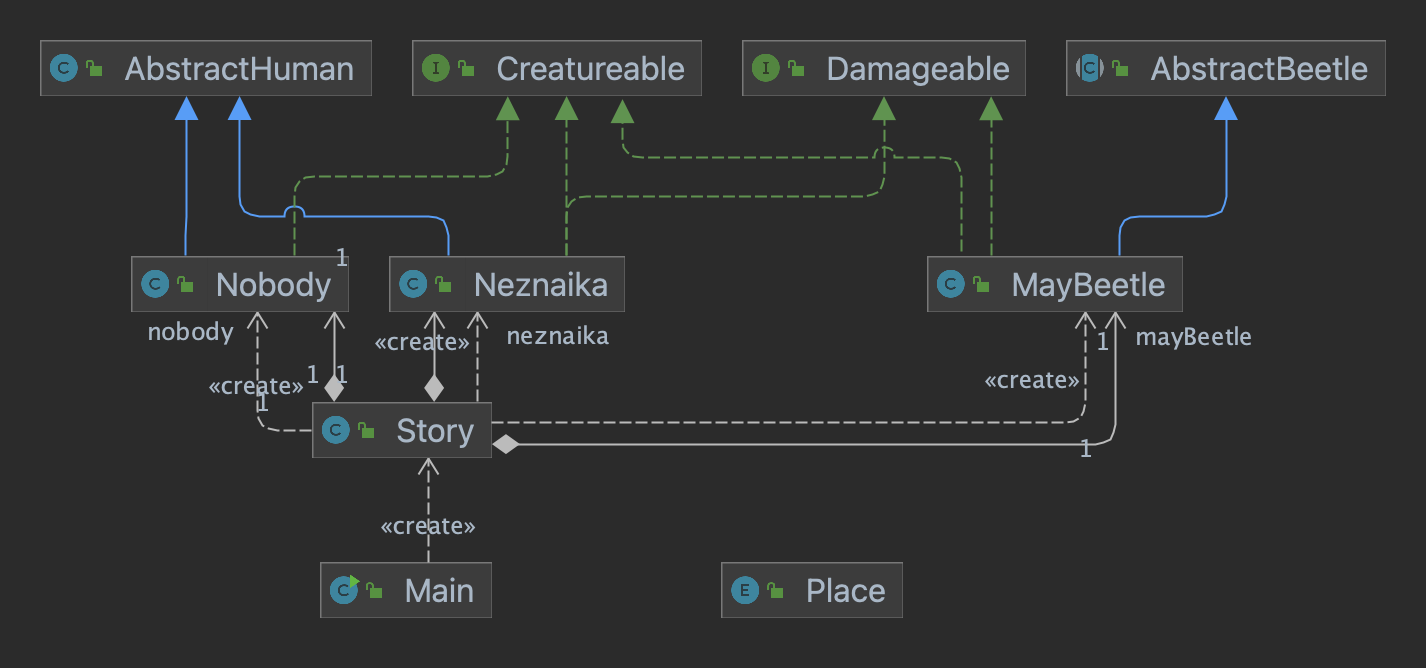 AbstractHuman
Creatureable
Damageable
AbstractBeetle
1
Nobody
Neznaika
MayBeetle
nobody
«create»
neznaika
1
mayBeetle
«create»
1
1
«create»
1
Story
1
«create»
Main
Place